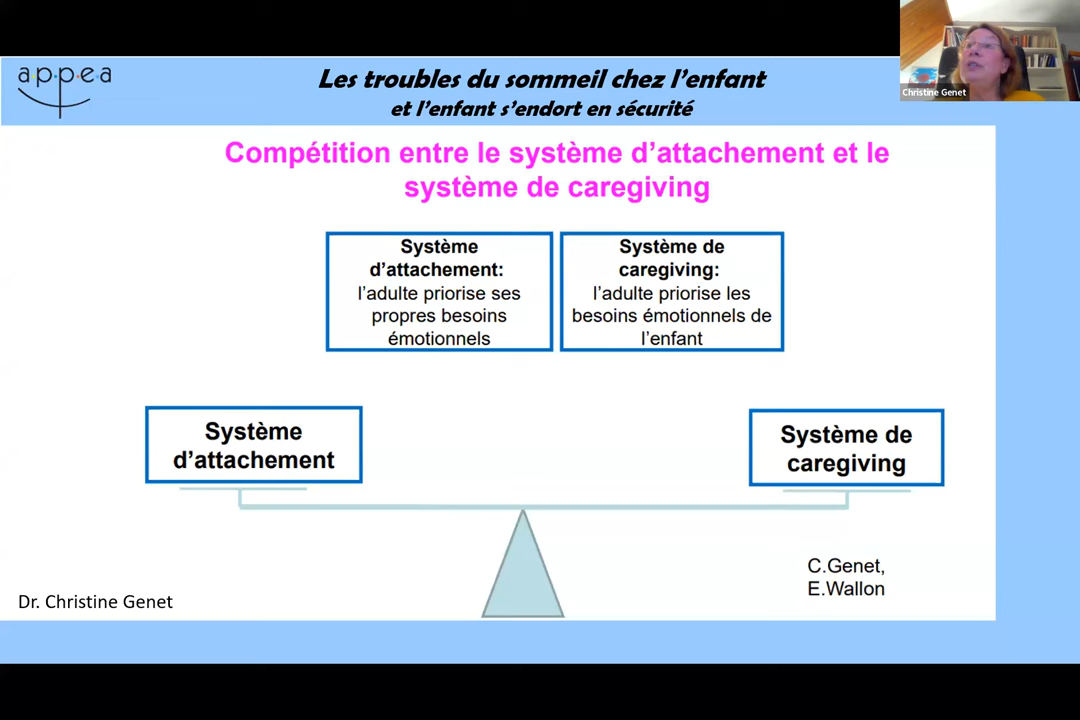 a.p.p.e.a
Les troubles du sommeil chez l'enfant
et l'enfant s'endort en sécurité
Christine Genet
Compétition entre le système d'attachement et le
système de caregiving
Système
d'attachement:
l'adulte priorise ses
propres besoins
émotionnels
Système de
caregiving:
l'adulte priorise les
besoins émotionnels de
l'enfant
Système
d'attachement
Système de
caregiving
C.Genet,
E.Wallon
Dr. Christine Genet